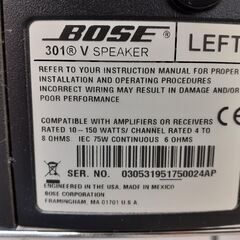 BOSE®
301® V SPEAKER
LEFT
REFER TO YOUR INSTRUCTION MANUAL FOR PROPER
INSTALLATION AND OPERATING PROCEDURES
INCORRECT WIRING MAY RESULT IN DAMAGE AND/OR
POOR PERFORMANCE.
COMPATIBLE WITH AMPLIFIERS OR RECEIVERS
RATED 10 – 150 WATTS/ CHANNEL RATED 4 TO
8 OHMS IEC 75W CONTINUOUS 6 OHMS
SER. NO. 030531951750024AP
ENGINEERED IN THE USA. MADE IN MEXICO
BOSE CORPORATION
FRAMINGHAM, MA 01701 U.S.A